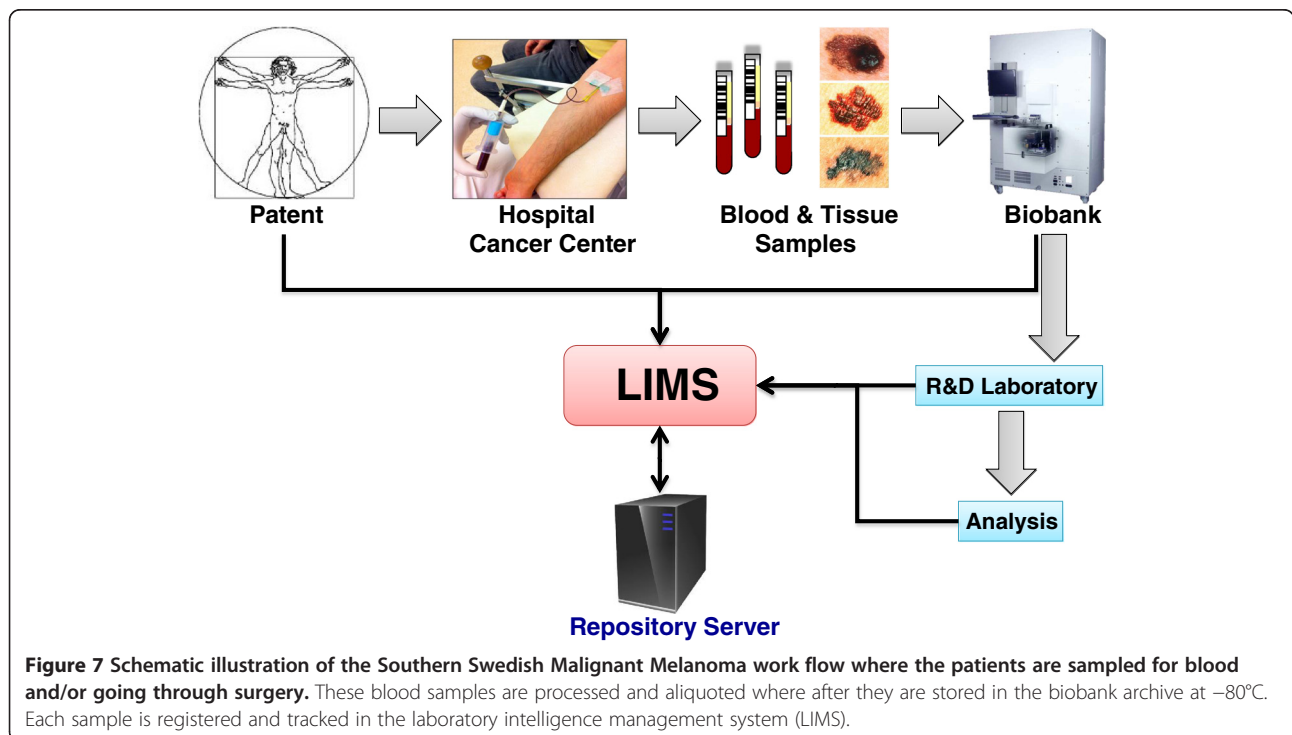 Patent
Hospital
Cancer Center
Blood & Tissue
Samples
Biobank
LIMS
R&D Laboratory
Analysis
Repository Server
Figure 7 Schematic illustration of the Southern Swedish Malignant Melanoma work flow where the patients are sampled for blood
and/or going through surgery. These blood samples are processed and aliquoted where after they are stored in the biobank archive at −80°C.
Each sample is registered and tracked in the laboratory intelligence management system (LIMS).